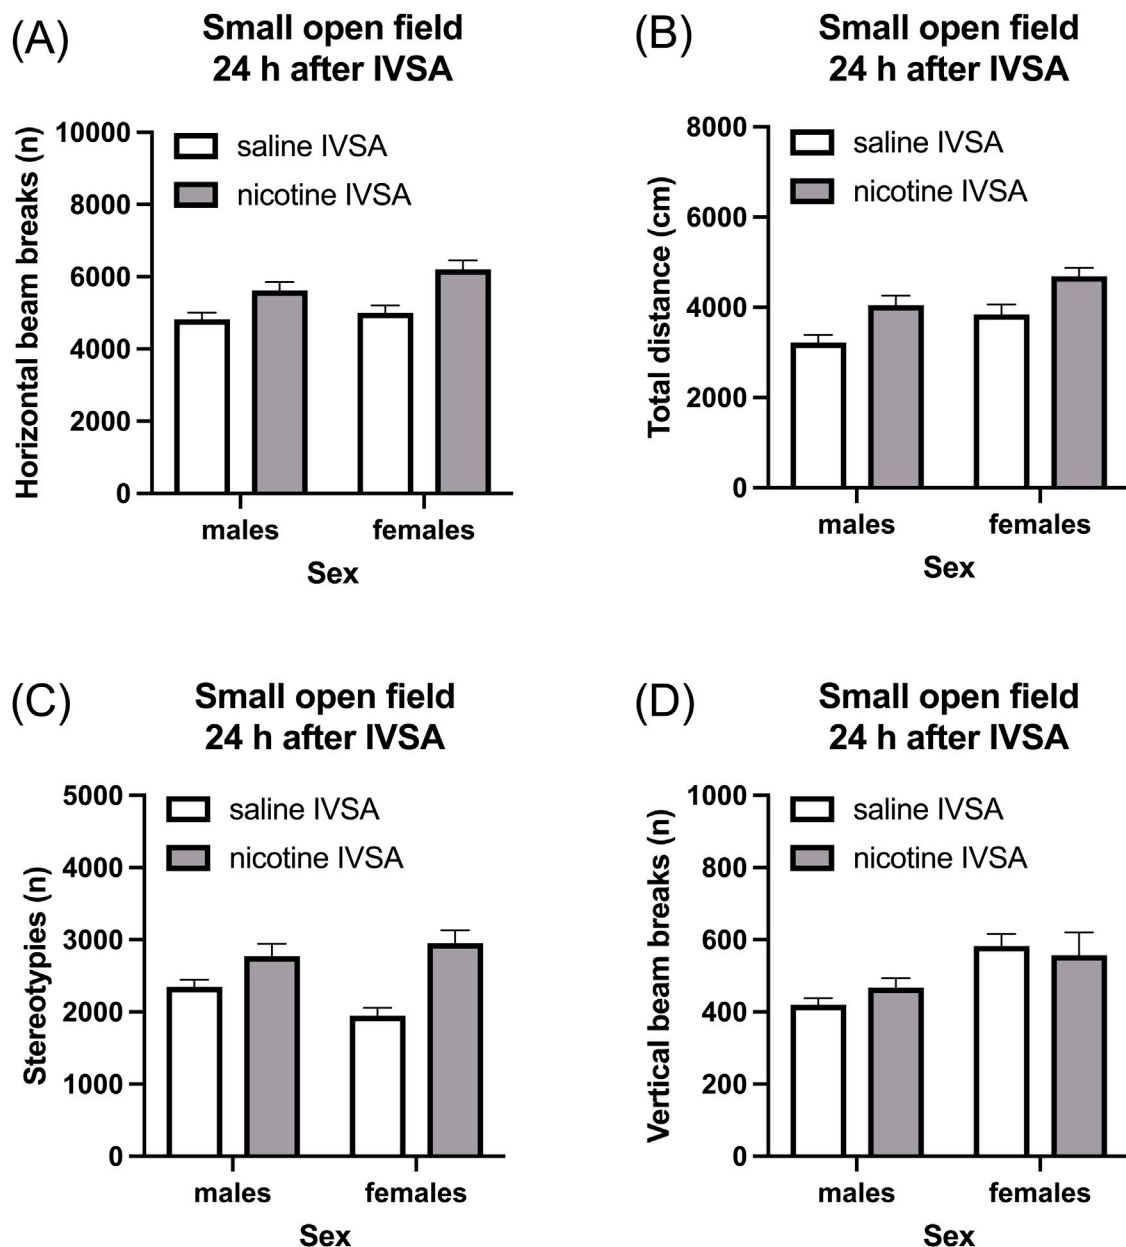 (A)
Small open field
24 h after IVSA
Horizontal beam breaks (n)
10000
8000
6000
4000
2000
0
saline IVSA
nicotine IVSA
males
females
Sex
(B)
Small open field
24 h after IVSA
Total distance (cm)
8000
6000
4000
2000
0
saline IVSA
nicotine IVSA
males
females
Sex
(C)
Small open field
24 h after IVSA
Stereotypies (n)
5000
4000
3000
2000
1000
0
saline IVSA
nicotine IVSA
males
females
Sex
(D)
Small open field
24 h after IVSA
Vertical beam breaks (n)
1000
800
600
400
200
0
saline IVSA
nicotine IVSA
males
females
Sex